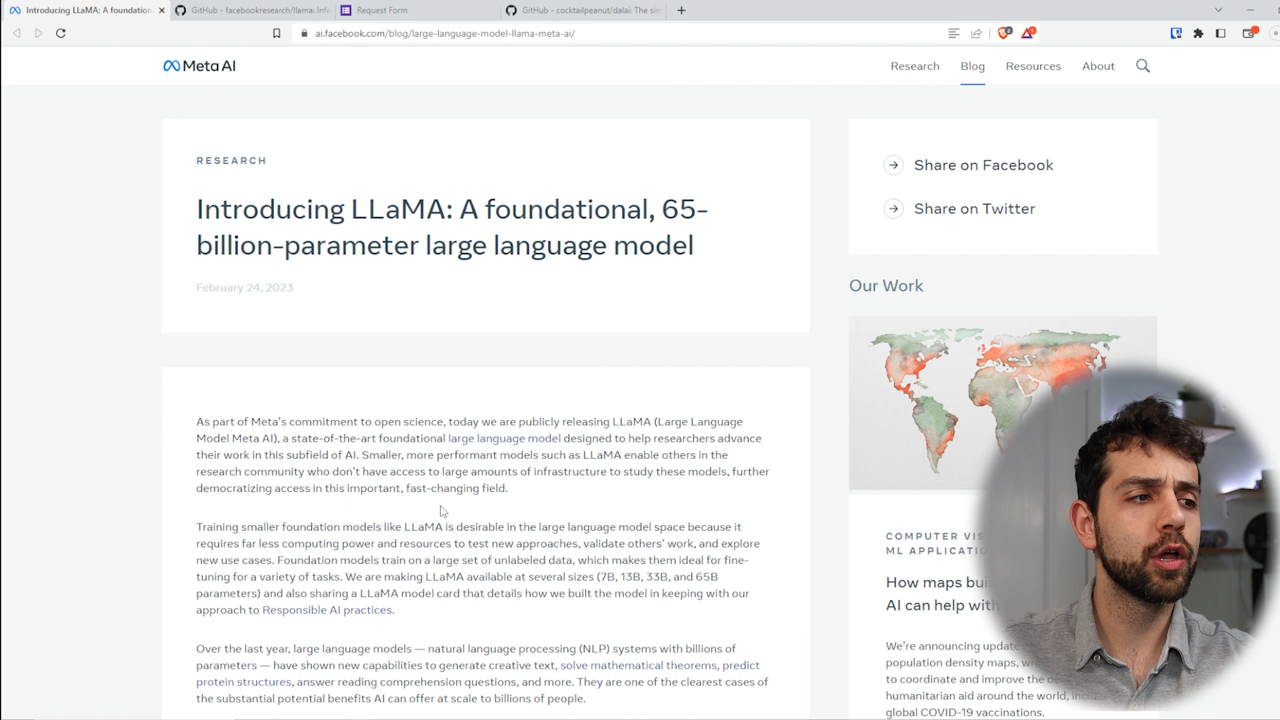 Introducing LLaMA: A foundation
GitHub - facebookresearch/llama: Infe
Request Form
GitHub - cocktailpeanut/dalai: The sim
ai.facebook.com/blog/large-language-model-llama-meta-ai/
Meta AI
Research
Blog
Resources
About
RESEARCH
Introducing LLaMA: A foundational, 65-
billion-parameter large language model
February 24, 2023
As part of Meta's commitment to open science, today we are publicly releasing LLaMA (Large Language
Model Meta AI), a state-of-the-art foundational large language model designed to help researchers advance
their work in this subfield of AI. Smaller, more performant models such as LLaMA enable others in the
research community who don't have access to large amounts of infrastructure to study these models, further
democratizing access in this important, fast-changing field.
Training smaller foundation models like LLaMA is desirable in the large language model space because it
requires far less computing power and resources to test new approaches, validate others' work, and explore
new use cases. Foundation models train on a large set of unlabeled data, which makes them ideal for fine-
tuning for a variety of tasks. We are making LLaMA available at several sizes (7B, 13B, 33B, and 65B
parameters) and also sharing a LLaMA model card that details how we built the model in keeping with our
approach to Responsible AI practices.
Over the last year, large language models — natural language processing (NLP) systems with billions of
parameters — have shown new capabilities to generate creative text, solve mathematical theorems, predict
protein structures, answer reading comprehension questions, and more. They are one of the clearest cases of
the substantial potential benefits AI can offer at scale to billions of people.
Share on Facebook
Share on Twitter
Our Work
COMPUTER VIS
ML APPLICATIO
How maps buil
AI can help with
We're announcing update
population density maps, w
to coordinate and improve the de
humanitarian aid around the world, inc
global COVID-19 vaccinations.